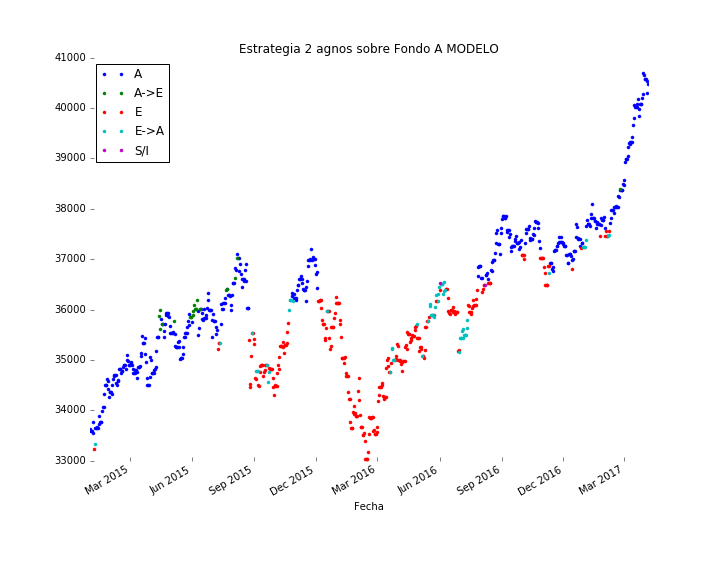 Estrategia 2 agnos sobre Fondo A MODELO
41000
40000
39000
38000
37000
36000
35000
34000
33000
A
A->E
E
E->A
S/I
Mar 2015
Jun 2015
Sep 2015
Dec 2015
Mar 2016
Jun 2016
Sep 2016
Dec 2016
Mar 2017
Fecha